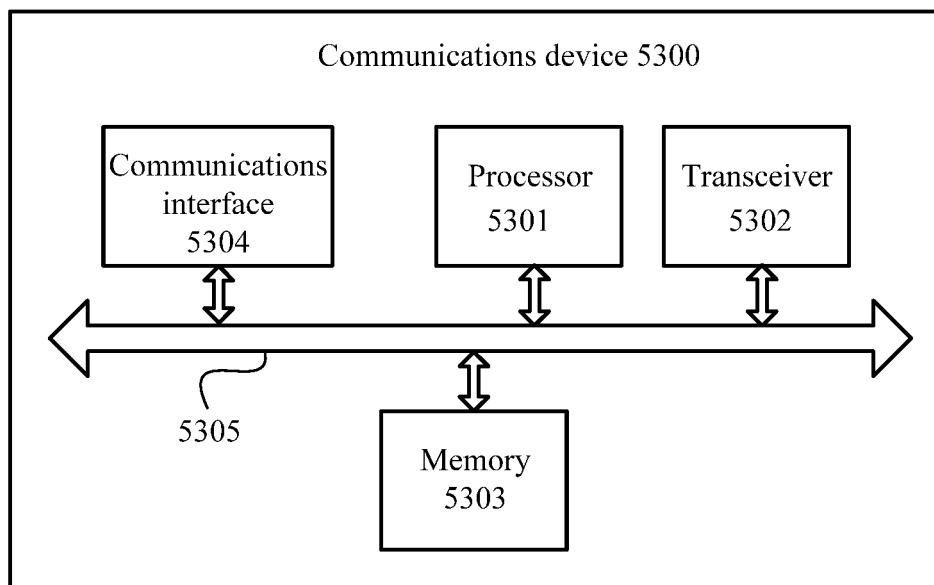 Communications device 5300
Communications
interface
5304
Processor
5301
Transceiver
5302
5305
Memory
5303